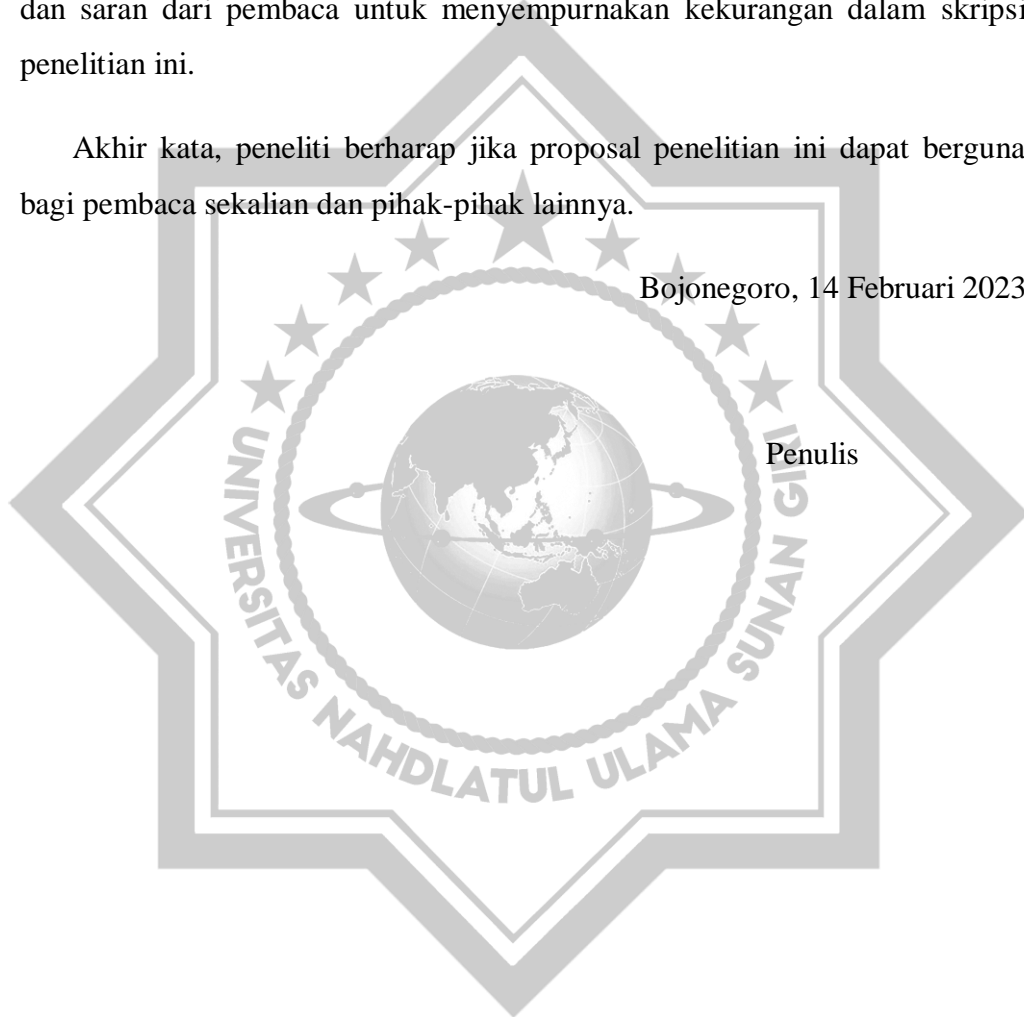 dan saran dari pembaca untuk menyempurnakan kekurangan dalam skripsi
penelitian ini.
Akhir kata, peneliti berharap jika proposal penelitian ini dapat berguna
bagi pembaca sekalian dan pihak-pihak lainnya.
Bojonegoro, 14 Februari 2023
Penulis
UNIVERSITAS NAHDLATUL ULAMA SUNAN GIRI